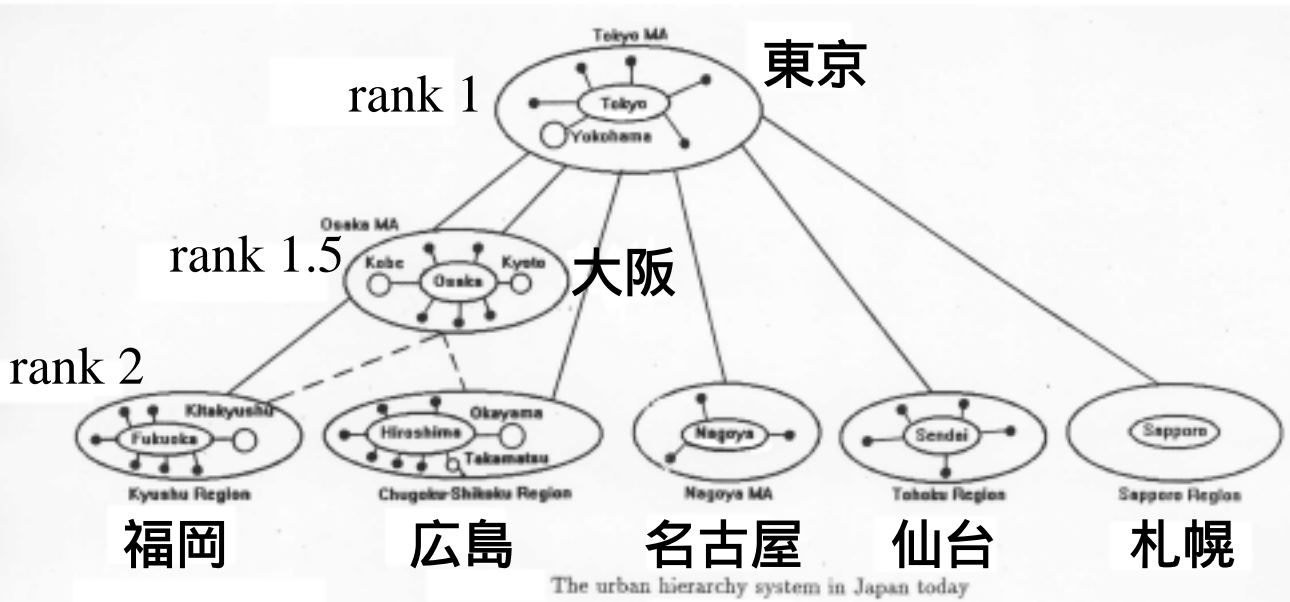 Tokyo MA
東京
rank 1
Tokyo
Yokohama
Osaka MA
rank 1.5
Kobe
Kyoto
Osaka
大阪
rank 2
Kitakyushu
Fukuoka
Okayama
Hiroshima
Takamatsu
Nagoya
Sendai
Sapporo
Kyushu Region
Chugoku-Shikoku Region
Nagoya MA
Tohoku Region
Sapporo Region
福岡
広島
名古屋
仙台
札幌
The urban hierarchy system in Japan today